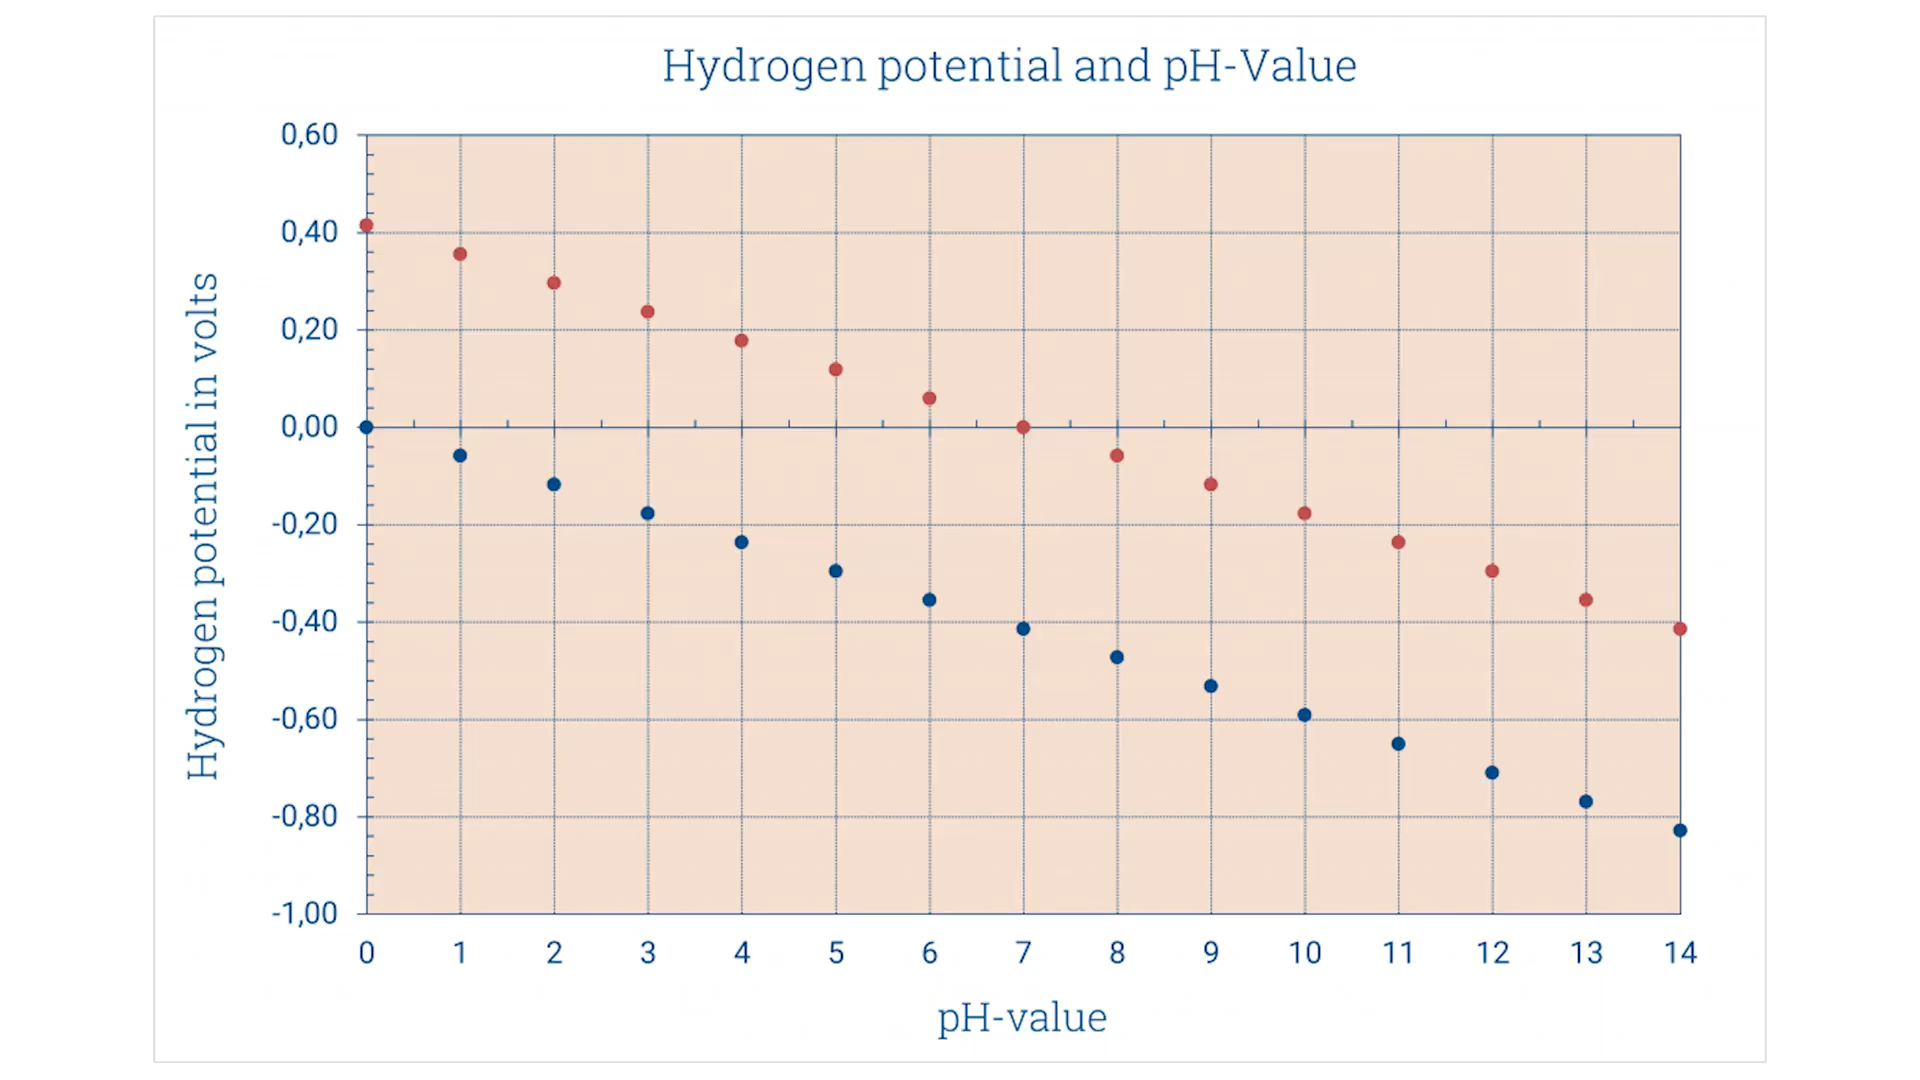 Hydrogen potential and pH-Value
Hydrogen potential in volts
0,60
0,40
0,20
0,00
-0,20
-0,40
-0,60
-0,80
-1,00
0 1 2 3 4 5 6 7 8 9 10 11 12 13 14
pH-value